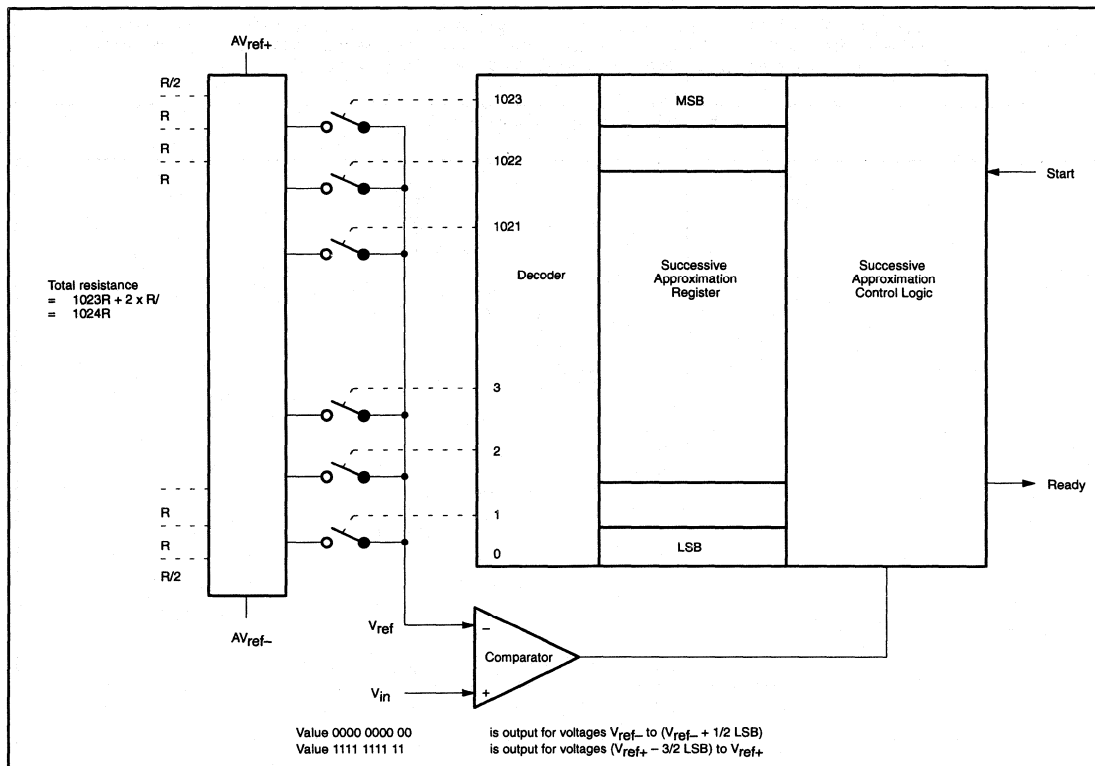 AVref+
R/2
R
R
R
1023
1022
1021
3
2
1
0
MSB
Decoder
Successive
Approximation
Register
LSB
Successive
Approximation
Control Logic
Start
Ready
Total resistance
= 1023R + 2 x R/
= 1024R
R
R
R/2
AVref–
Vref
–
Comparator
Vin
+
Value 0000 0000 00 is output for voltages Vref– to (Vref– + 1/2 LSB)
Value 1111 1111 11 is output for voltages (Vref+ – 3/2 LSB) to Vref+